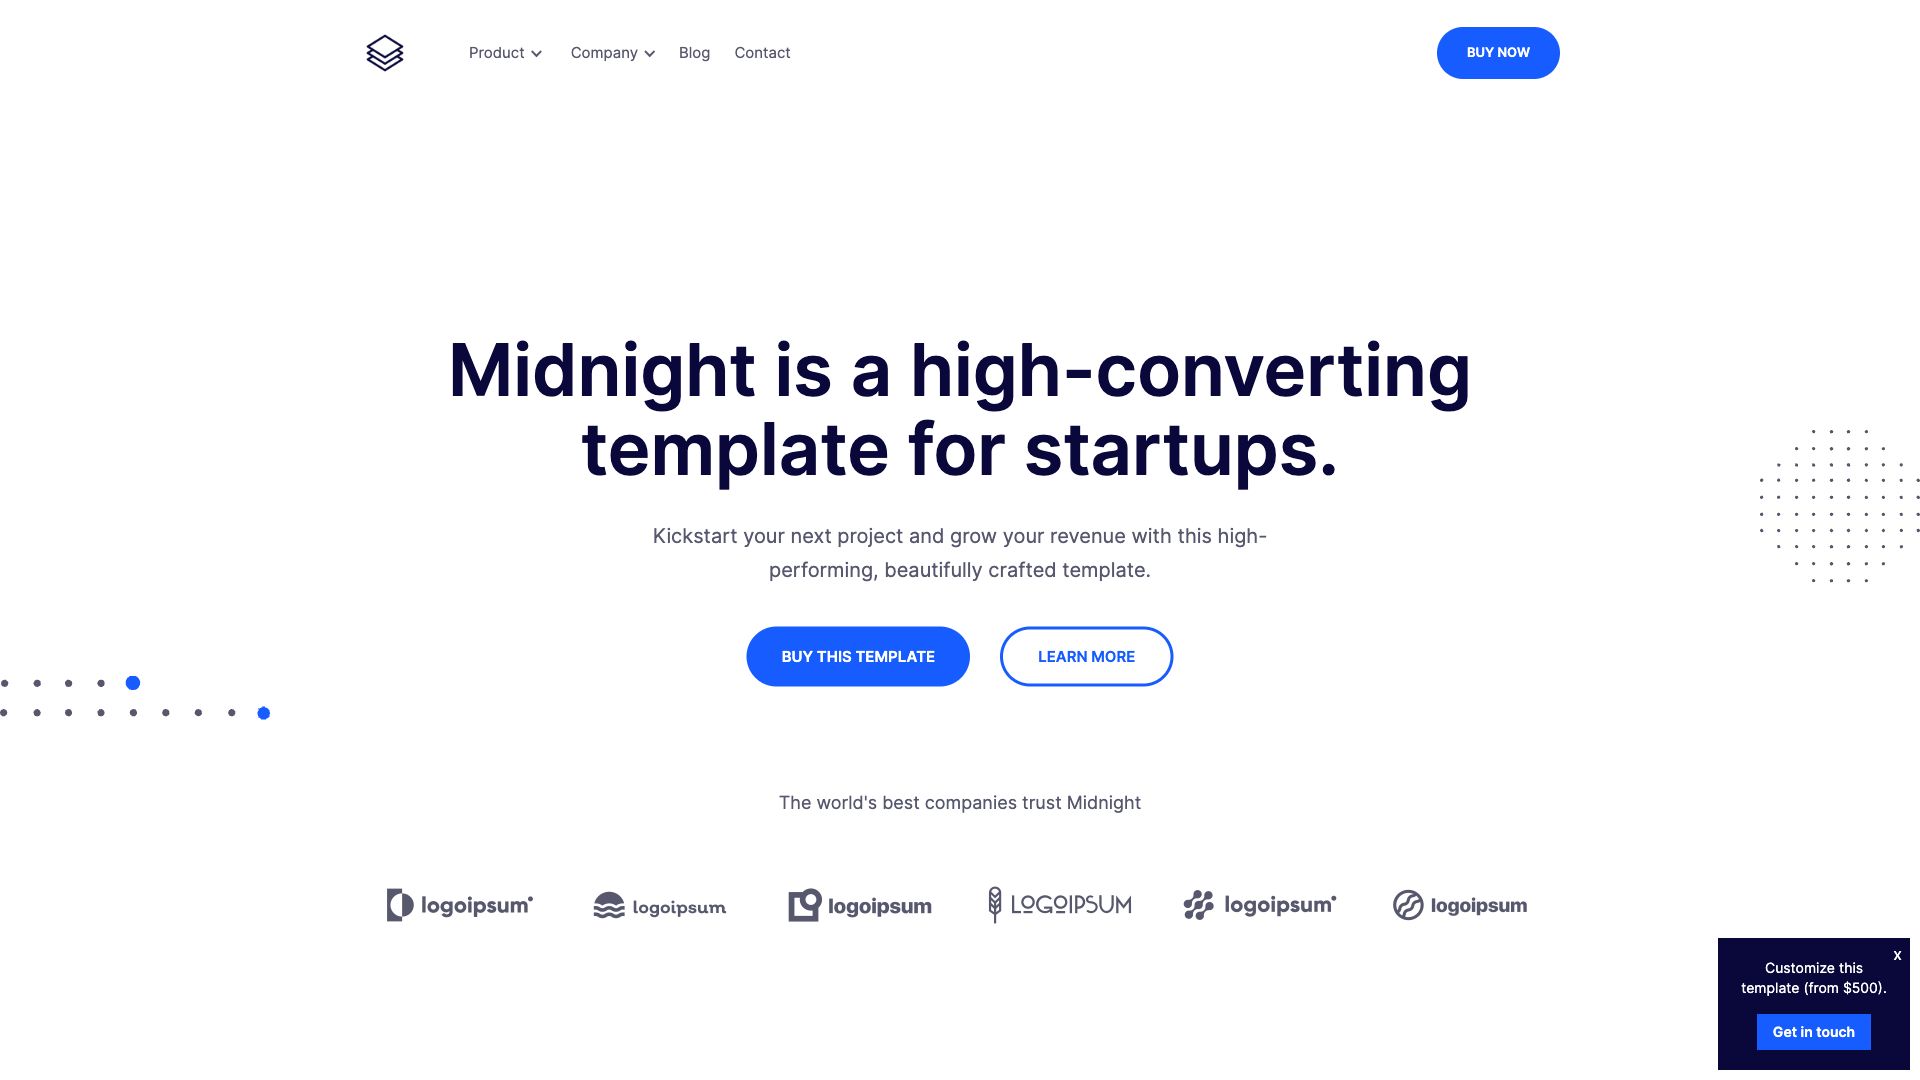 Product
Company
Blog
Contact
BUY NOW
Midnight is a high-converting
template for startups.
Kickstart your next project and grow your revenue with this high-
performing, beautifully crafted template.
BUY THIS TEMPLATE
LEARN MORE
The world's best companies trust Midnight
logoipsum
logoipsum
logoipsum
LOGOIPSUM
logoipsum
logoipsum
X
Customize this
template (from $500).
Get in touch